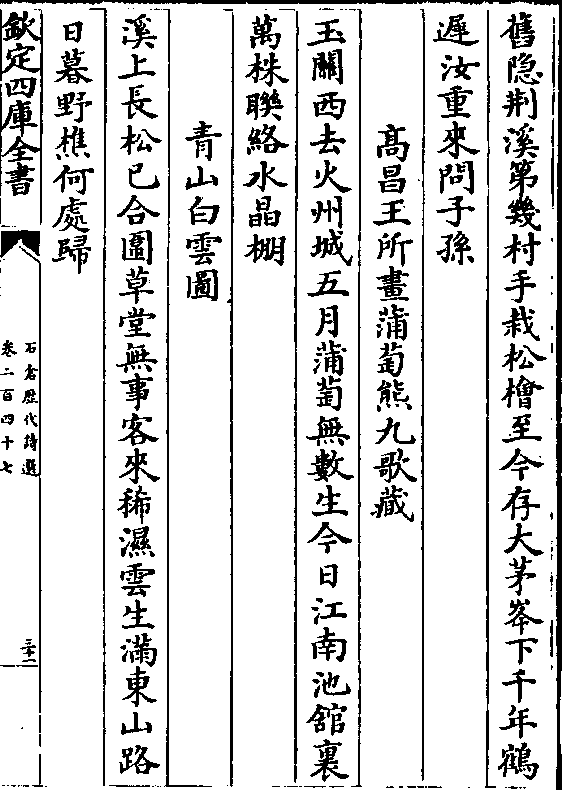 舊隐荆溪第幾村手栽松檜至今存大茅峯下千年鶴
遲汝重來問子孫
髙昌王所畫蒲萄熊九歌藏
玉關西去火州城五月蒲萄無數生今日江南池舘裏
萬株聯絡水晶棚
青山白雲圖
溪上長松已合圍草堂無事客來稀濕雲生滿東山路
日暮野樵何處歸
欽定四庫全書
石倉歴代詩選
卷二百四十七
三十二